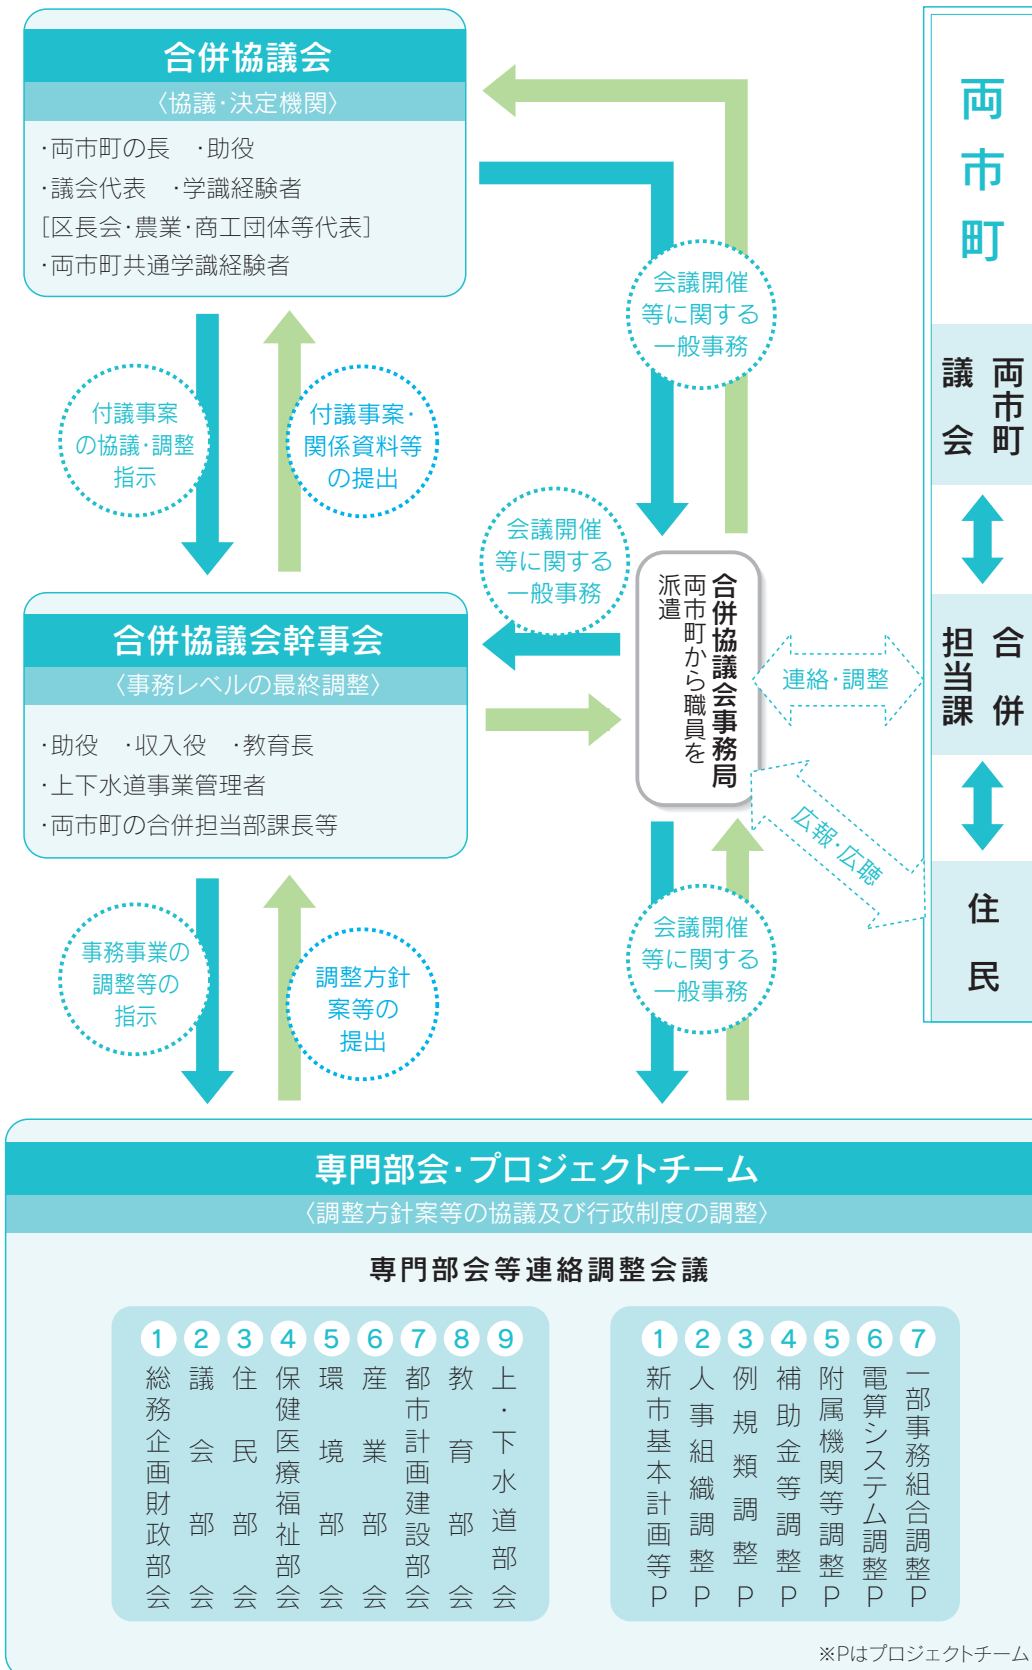 合併協議会
〈協議・決定機関〉
・両市町の長　・助役
・議会代表　・学識経験者
[区長会・農業・商工団体等代表]
・両市町共通学識経験者
会議開催
等に関する
一般事務
付議事案
の協議・調整
指示
付議事案・
関係資料等
の提出
会議開催
等に関する
一般事務
合併協議会幹事会
〈事務レベルの最終調整〉
・助役　・収入役　・教育長
・上下水道事業管理者
・両市町の合併担当部課長等
合併協議会事務局
両市町から職員を
派遣
連絡・調整
広報・広聴
両市町
両市町
議会
合併
担当課
住民
事務事業の
調整等の
指示
調整方針
案等の
提出
会議開催
等に関する
一般事務
専門部会・プロジェクトチーム
〈調整方針案等の協議及び行政制度の調整〉
専門部会等連絡調整会議
1 総務企画財政部会
2 議会部会
3 住民部会
4 保健医療福祉部会
5 環境部会
6 産業部会
7 都市計画建設部会
8 教育部会
9 上・下水道部会
1 新市基本計画等P
2 人事組織調整P
3 例規類調整P
4 補助金等調整P
5 附属機関等調整P
6 電算システム調整P
7 一部事務組合調整P
※Pはプロジェクトチーム